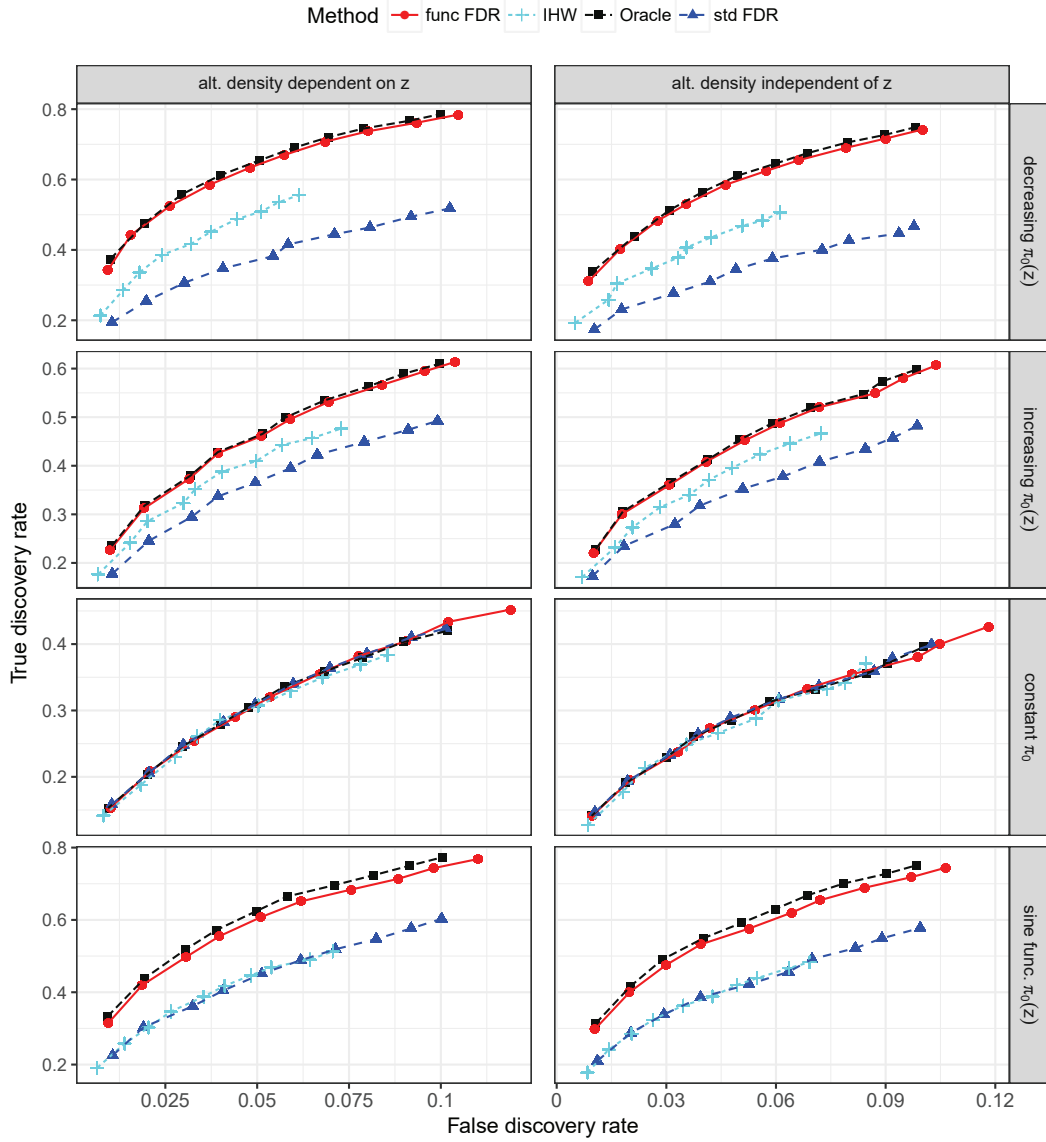 Method func FDR IHW Oracle std FDR
alt. density dependent on z alt. density independent of z
0.8
0.6
0.4
0.2
decreasing π₀(z)
0.6
0.5
0.4
0.3
0.2
increasing π₀(z)
True discovery rate
0.4
0.3
0.2
constant π₀
0.8
0.6
0.4
0.2
sine func. π₀(z)
0.025 0.05 0.075 0.1 0 0.03 0.06 0.09 0.12
False discovery rate